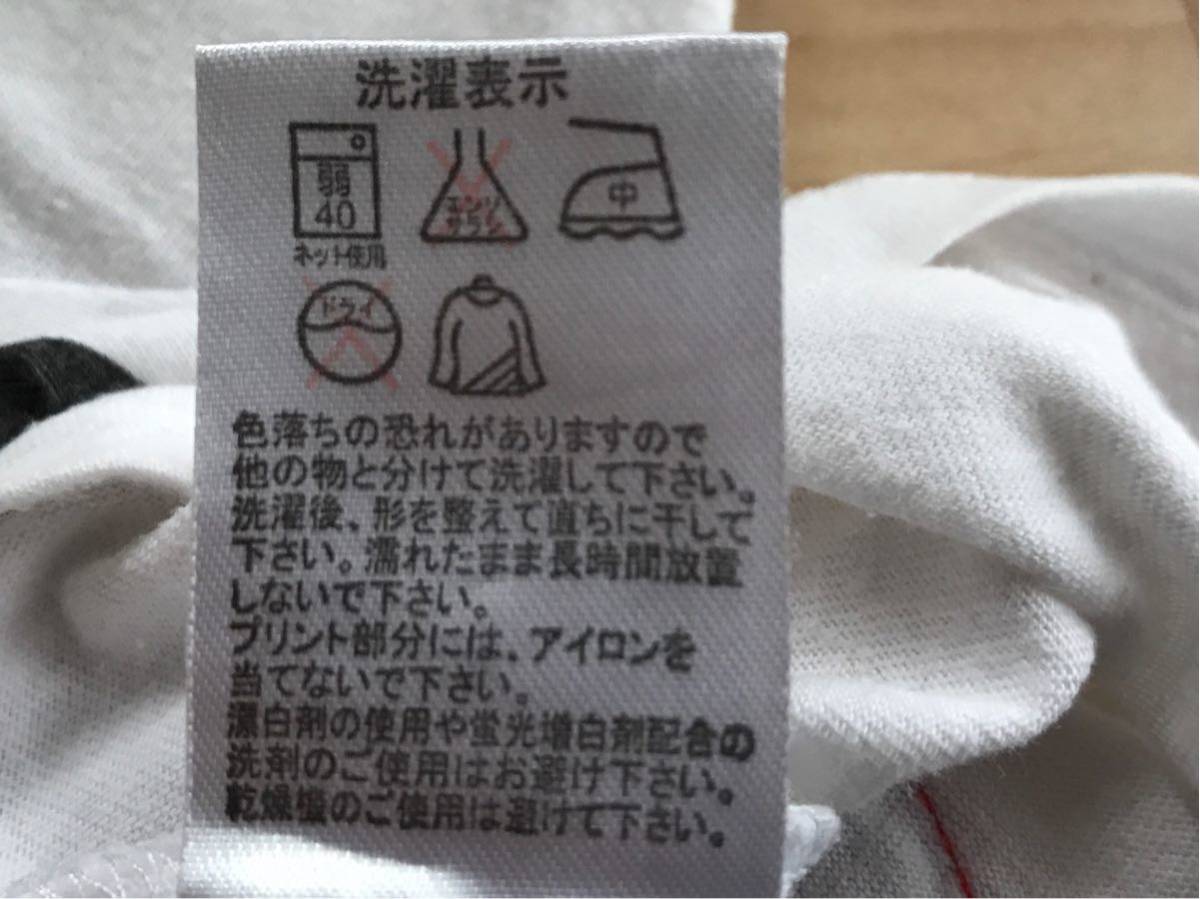 洗濯表示
弱
40
ネット使用
エンソ
サラシ
中
ドライ
色落ちの恐れがありますので
他の物と分けて洗濯して下さい。
洗濯後、形を整えて直ちに干して
下さい。濡れたまま長時間放置
しないで下さい。
プリント部分には、アイロンを
当てないで下さい。
漂白剤の使用や蛍光増白剤配合の
洗剤のご使用はお避け下さい。
乾燥機のご使用は避けて下さい。